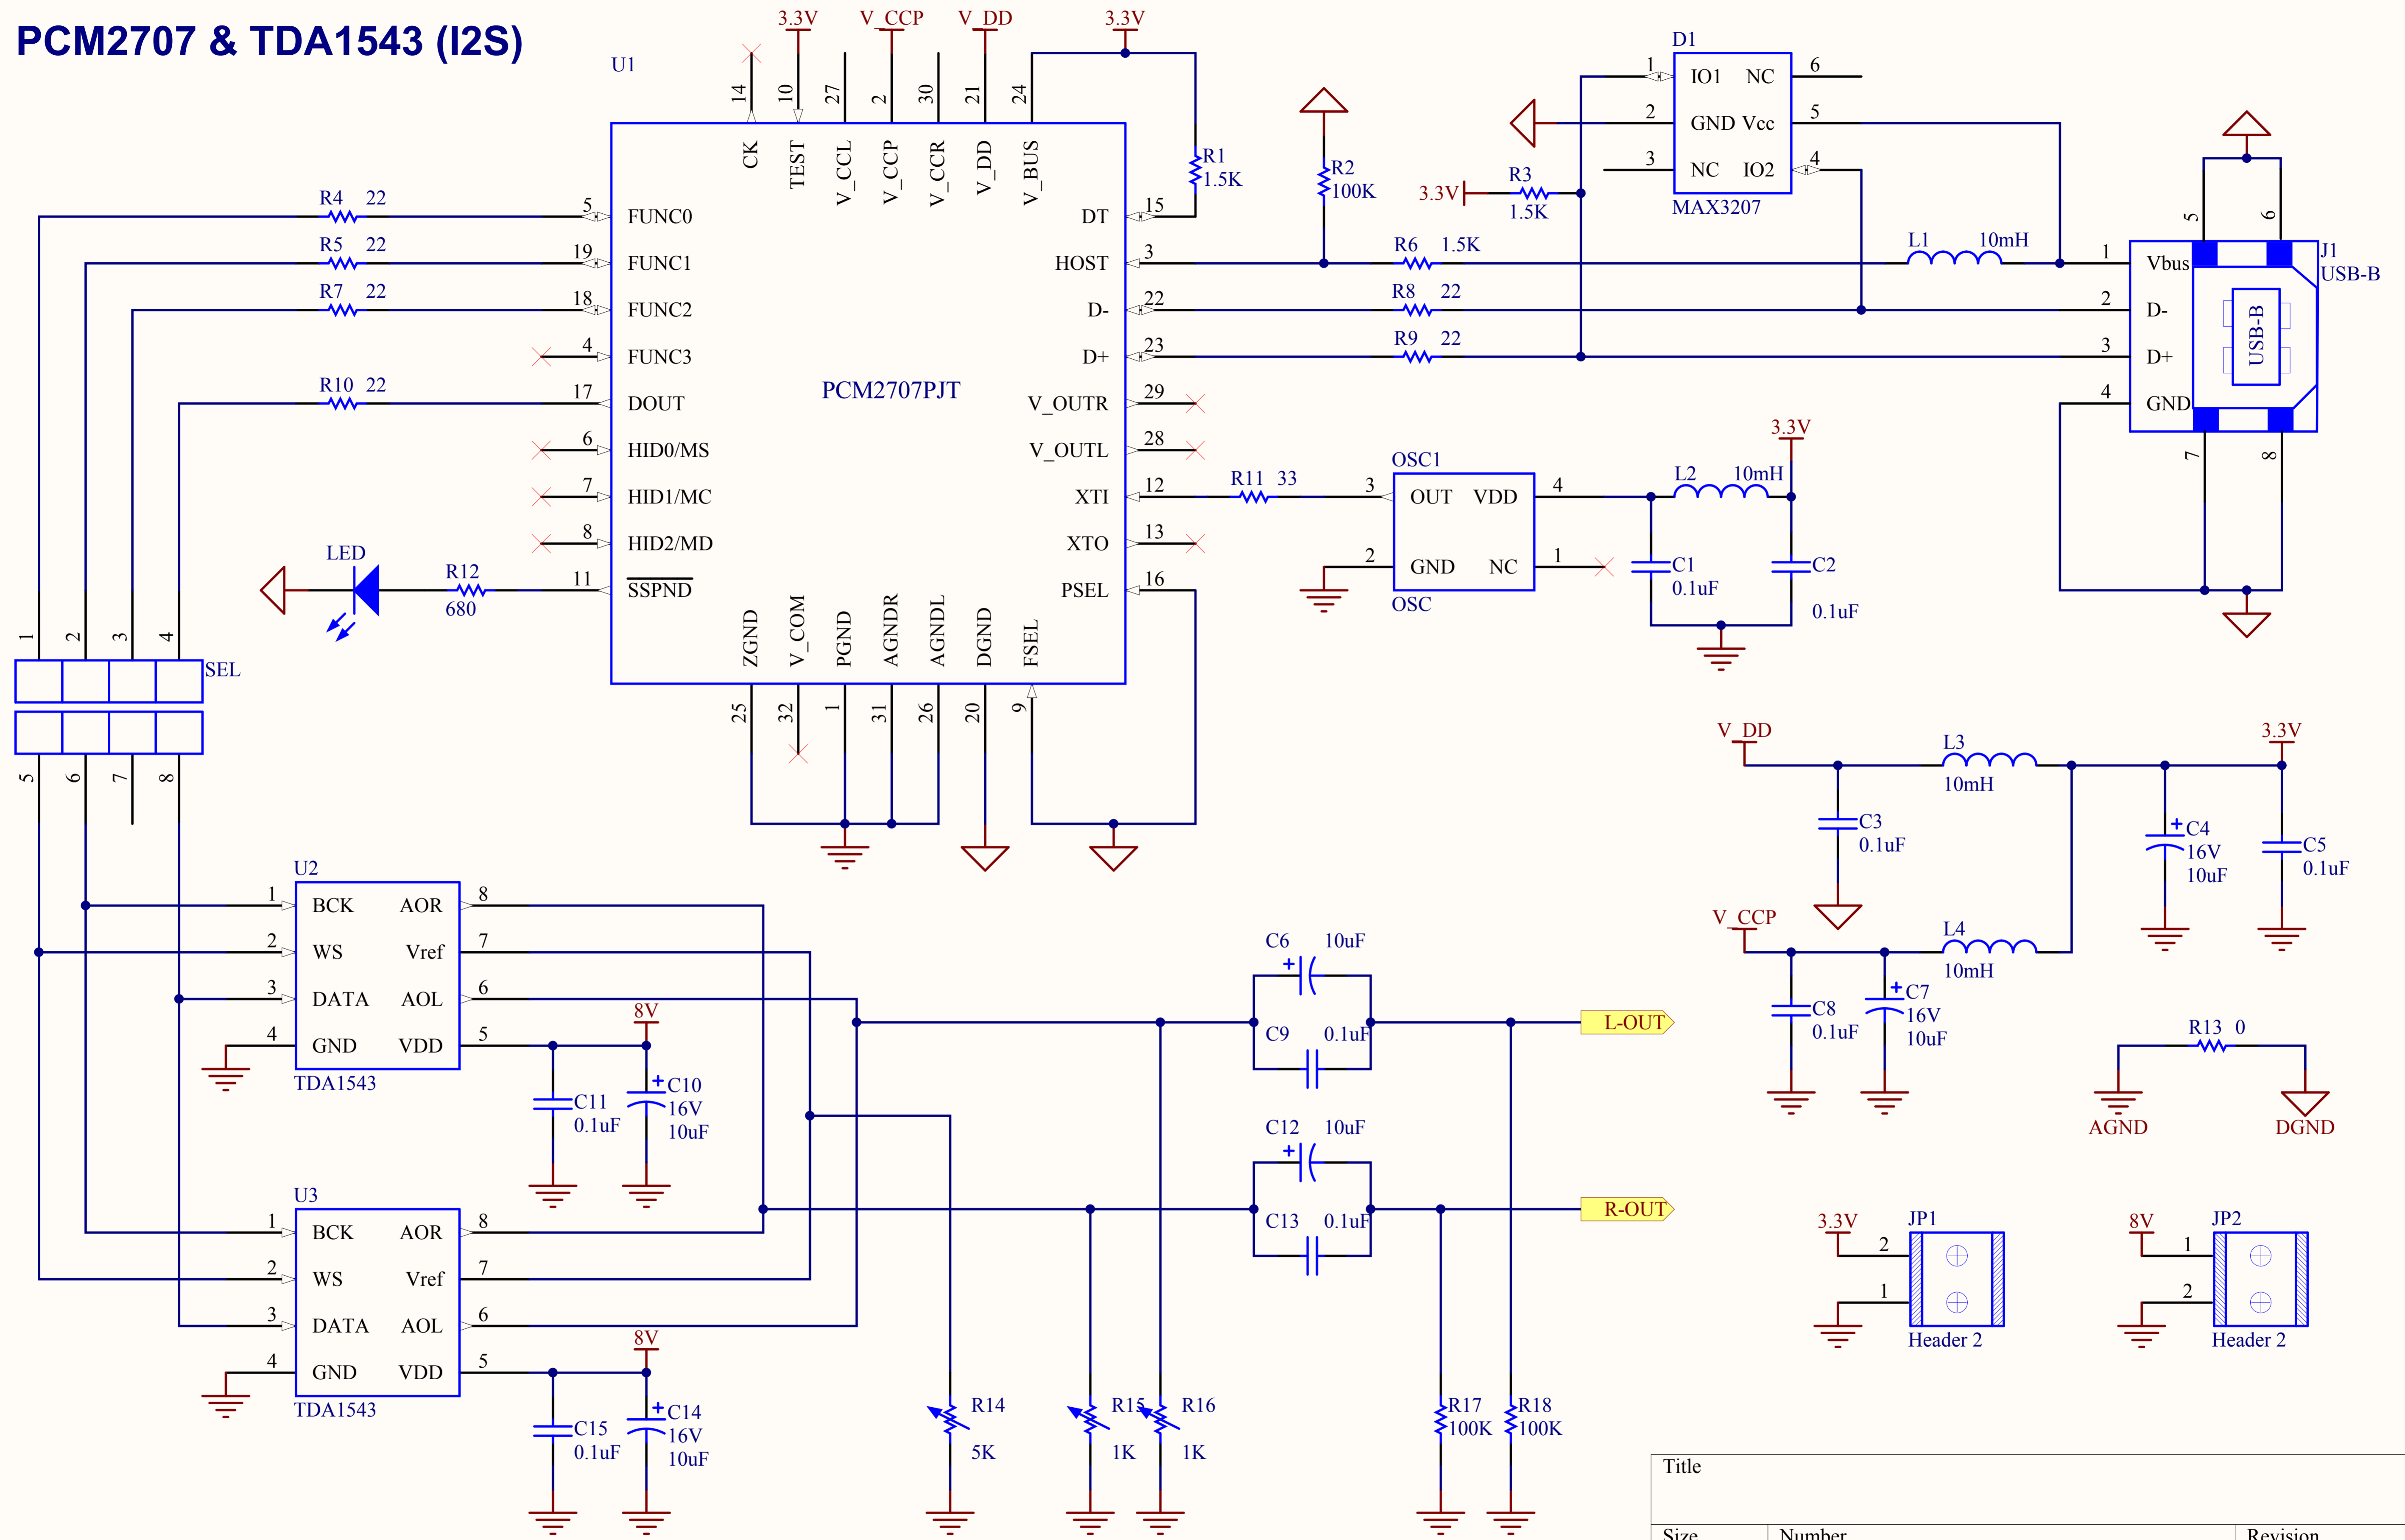 PCM2707 & TDA1543 (I2S)
3.3V
V_CCP
V_DD
3.3V
U1
14
10
27
2
30
21
24
CK
TEST
V_CCL
V_CCP
V_CCR
V_DD
V_BUS
R1
1.5K
R4 22
5
FUNC0
DT
15
R5 22
19
FUNC1
HOST
3
R7 22
18
FUNC2
D-
22
4
FUNC3
D+
23
PCM2707PJT
R10 22
17
DOUT
V_OUTR
29
6
HID0/MS
V_OUTL
28
7
HID1/MC
XTI
12
8
HID2/MD
XTO
13
LED
R12
680
11
SSPND
PSEL
16
ZGND
V_COM
PGND
AGNDR
AGNDL
DGND
FSEL
25
32
1
31
26
20
9
R2
100K
3.3V
R3
1.5K
D1
1
IO1
NC
6
2
GND
Vcc
5
3
NC
IO2
4
MAX3207
R6 1.5K
L1 10mH
R8 22
R9 22
5
6
1
Vbus
2
D-
3
D+
4
GND
USB-B
J1
USB-B
7
8
R11 33
OSC1
3
OUT
VDD
4
2
GND
NC
1
OSC
L2 10mH
3.3V
C1
0.1uF
C2
0.1uF
1
2
3
4
SEL
5
6
7
8
U2
1
BCK
AOR
8
2
WS
Vref
7
3
DATA
AOL
6
4
GND
VDD
5
TDA1543
8V
C11
0.1uF
C10
16V
10uF
U3
1
BCK
AOR
8
2
WS
Vref
7
3
DATA
AOL
6
4
GND
VDD
5
TDA1543
8V
C15
0.1uF
C14
16V
10uF
C6 10uF
C9 0.1uF
L-OUT
C12 10uF
C13 0.1uF
R-OUT
R14
5K
R15
1K
R16
1K
R17
100K
R18
100K
V_DD
L3
10mH
3.3V
C3
0.1uF
C4
16V
10uF
C5
0.1uF
V_CCP
L4
10mH
C8
0.1uF
C7
16V
10uF
R13 0
AGND
DGND
3.3V
JP1
2
1
Header 2
8V
JP2
1
2
Header 2
Title
Size
Number
Revision